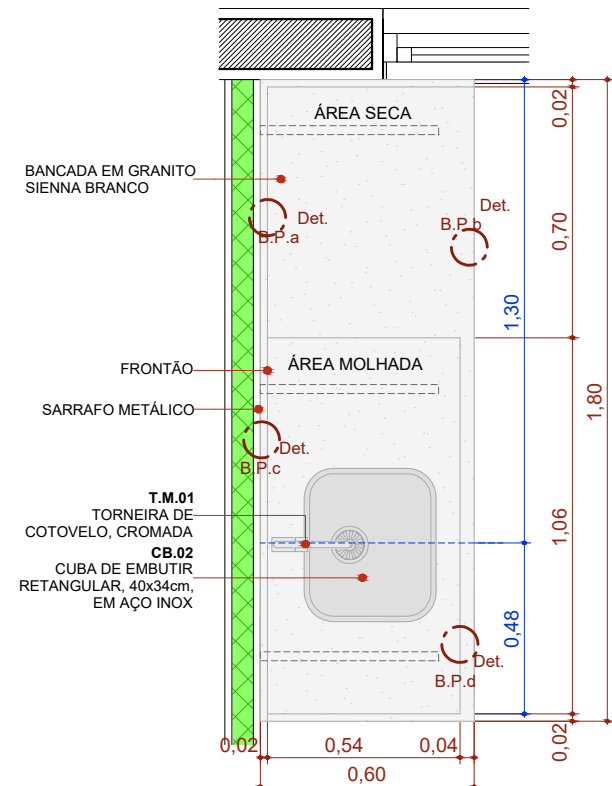 ÁREA SECA
BANCADA EM GRANITO
SIENNA BRANCO
Det.
B.P.a
Det.
B.P.b
0,02
0,70
1,30
1,80
FRONTÃO
ÁREA MOLHADA
SARRAFO METÁLICO
Det.
B.P.c
T.M.01
TORNEIRA DE
COTOVELO, CROMADA
CB.02
CUBA DE EMBUTIR
RETANGULAR, 40x34cm,
EM AÇO INOX
1,06
0,48
Det.
B.P.d
0,02
0,02
0,54
0,04
0,60